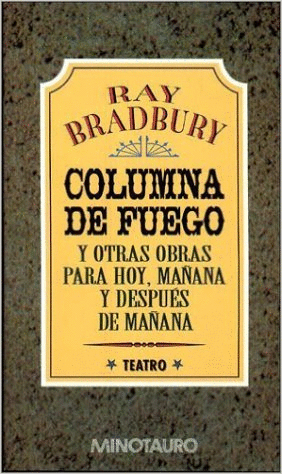 RAY
BRADBURY
COLUMNA
DE FUEGO
Y OTRAS OBRAS
PARA HOY, MAÑANA
Y DESPUÉS
DE MAÑANA
★ TEATRO ★
MINOTAURO